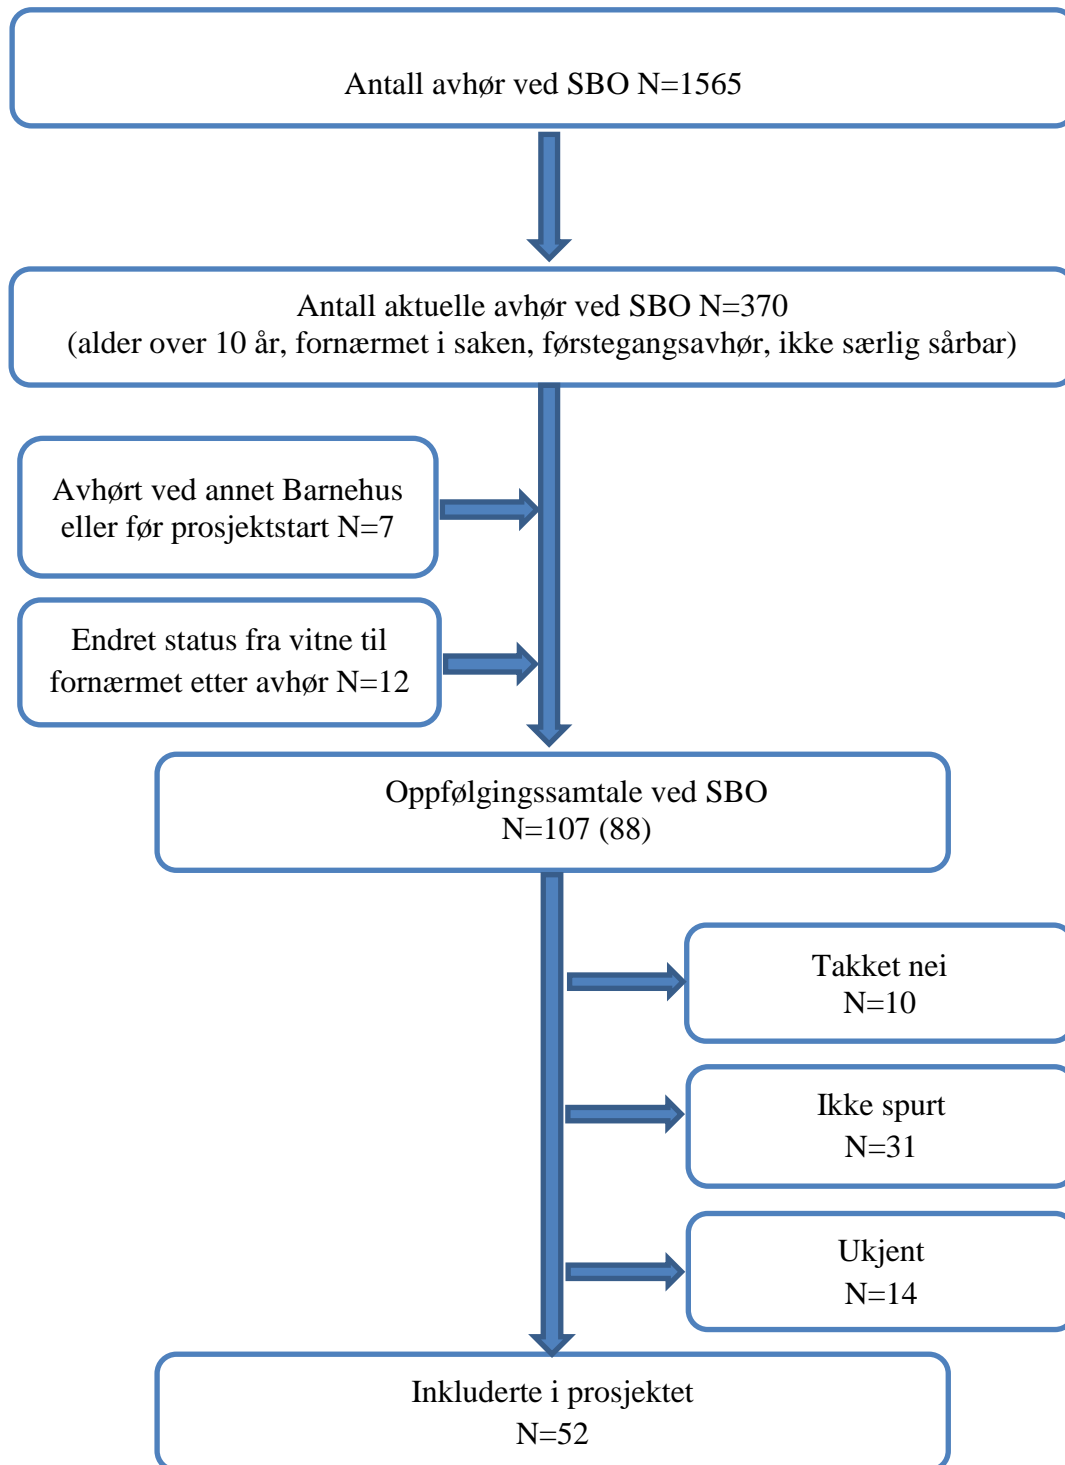 Antall avhør ved SBO N=1565
Antall aktuelle avhør ved SBO N=370
(alder over 10 år, fornærmet i saken, førstegangsavhør, ikke særlig sårbar)
Avhørt ved annet Barnehus
eller før prosjektstart N=7
Endret status fra vitne til
fornærmet etter avhør N=12
Oppfølgingssamtale ved SBO
N=107 (88)
Takket nei
N=10
Ikke spurt
N=31
Ukjent
N=14
Inkluderte i prosjektet
N=52